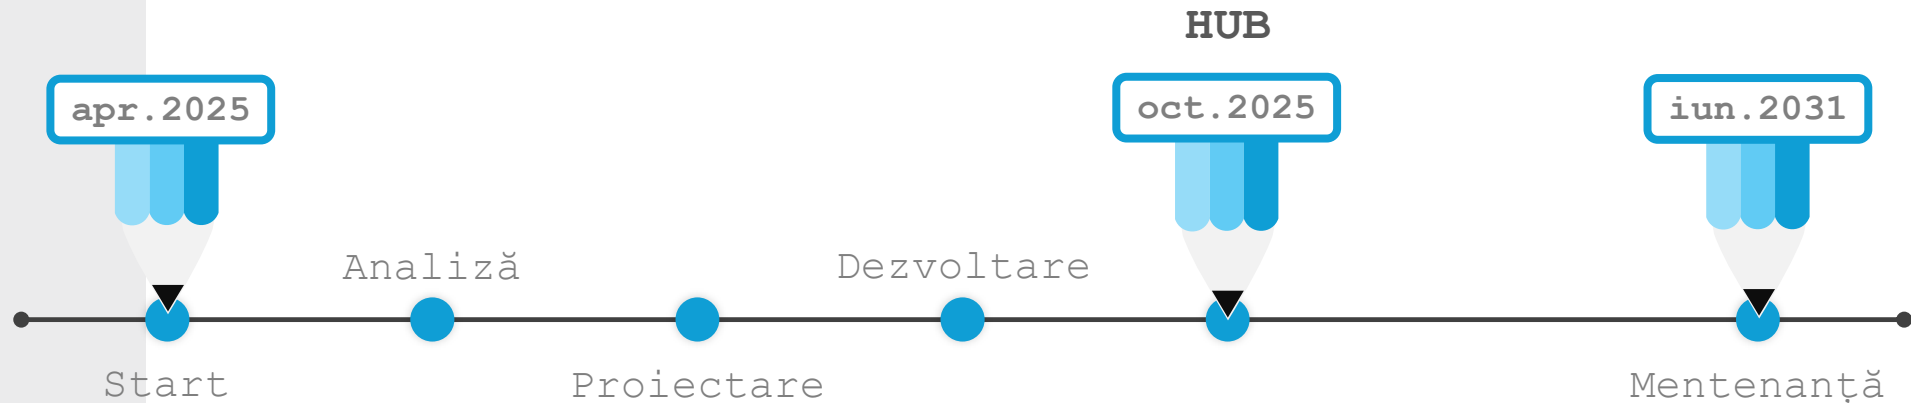 HUB
apr.2025
oct.2025
iun.2031
Analiză
Dezvoltare
Start
Proiectare
Mentenanță